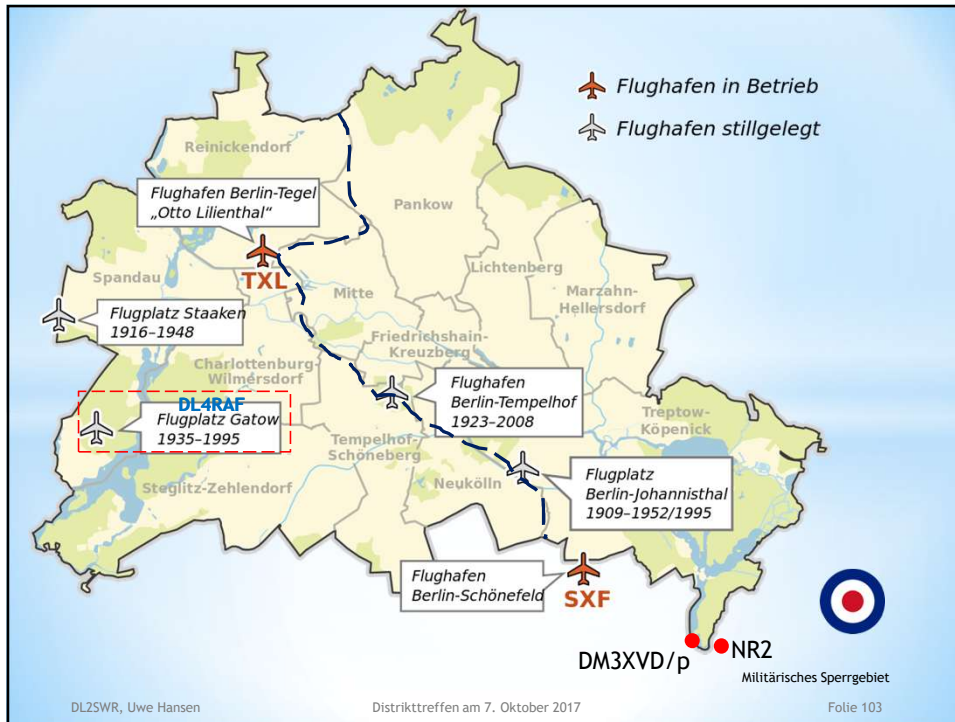 Flughafen in Betrieb
Flughafen stillgelegt
Reinickendorf
Flughafen Berlin-Tegel
„Otto Lilienthal“
Pankow
TXL
Lichtenberg
Spandau
Mitte
Marzahn-
Hellersdorf
Flugplatz Staaken
1916–1948
Friedrichshain-
Kreuzberg
Charlottenburg-
Wilmersdorf
Flughafen
Berlin-Tempelhof
1923–2008
DL4RAF
Flugplatz Gatow
1935–1995
Treptow-
Köpenick
Tempelhof-
Schöneberg
Neukölln
Flugplatz
Berlin-Johannisthal
1909–1952/1995
Steglitz-Zehlendorf
Flughafen
Berlin-Schönefeld
SXF
DM3XVD/p
NR2
Militärisches Sperrgebiet
DL2SWR, Uwe Hansen
Distrikttreffen am 7. Oktober 2017
Folie 103